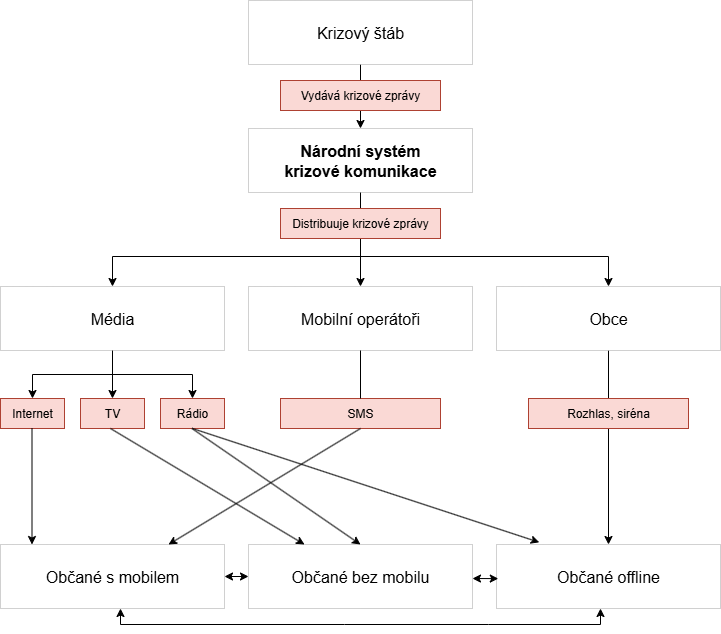 Krizový štáb
Vydává krizové zprávy
Národní systém
krizové komunikace
Distribuuje krizové zprávy
Média
Mobilní operátoři
Obce
Internet
TV
Rádio
SMS
Rozhlas, siréna
Občané s mobilem
Občané bez mobilu
Občané offline